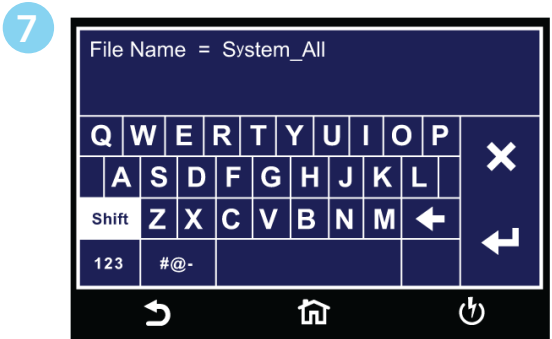 7
File Name = System_All
Q W E R T Y U I O P
A S D F G H J K L
Shift Z X C V B N M
123 #@-